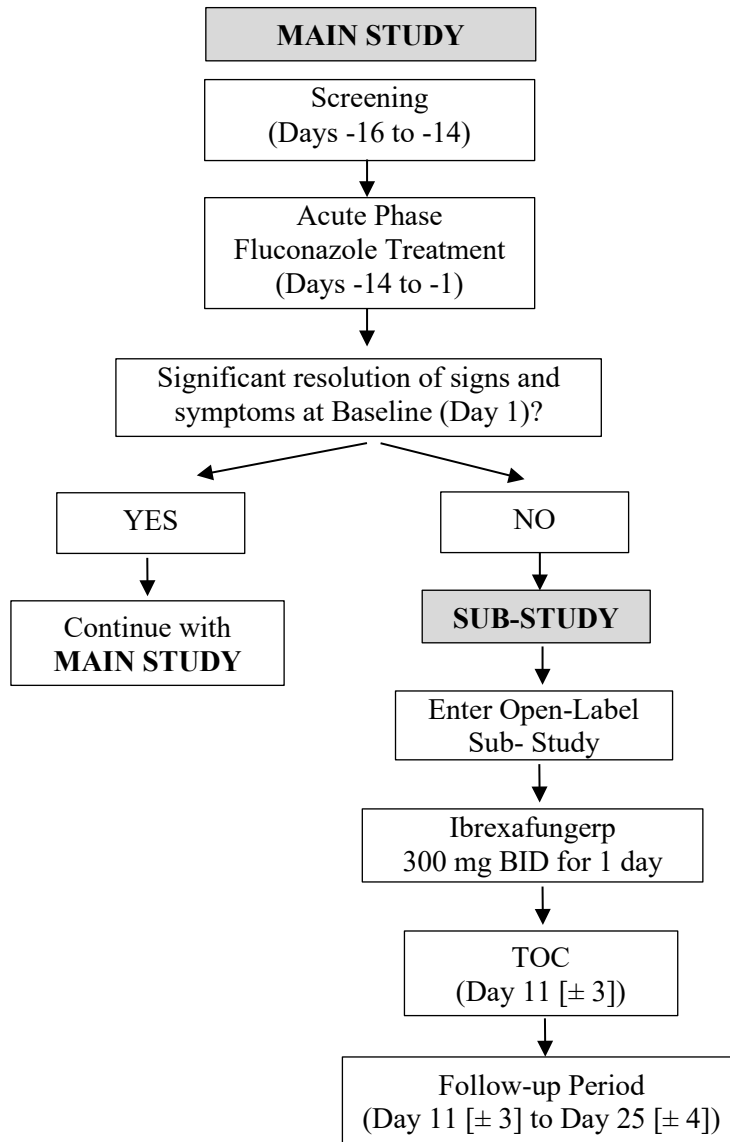 MAIN STUDY
Screening
(Days -16 to -14)
Acute Phase
Fluconazole Treatment
(Days -14 to -1)
Significant resolution of signs and
symptoms at Baseline (Day 1)?
YES
NO
Continue with
MAIN STUDY
SUB-STUDY
Enter Open-Label
Sub- Study
Ibrexafungerp
300 mg BID for 1 day
TOC
(Day 11 [± 3])
Follow-up Period
(Day 11 [± 3] to Day 25 [± 4])